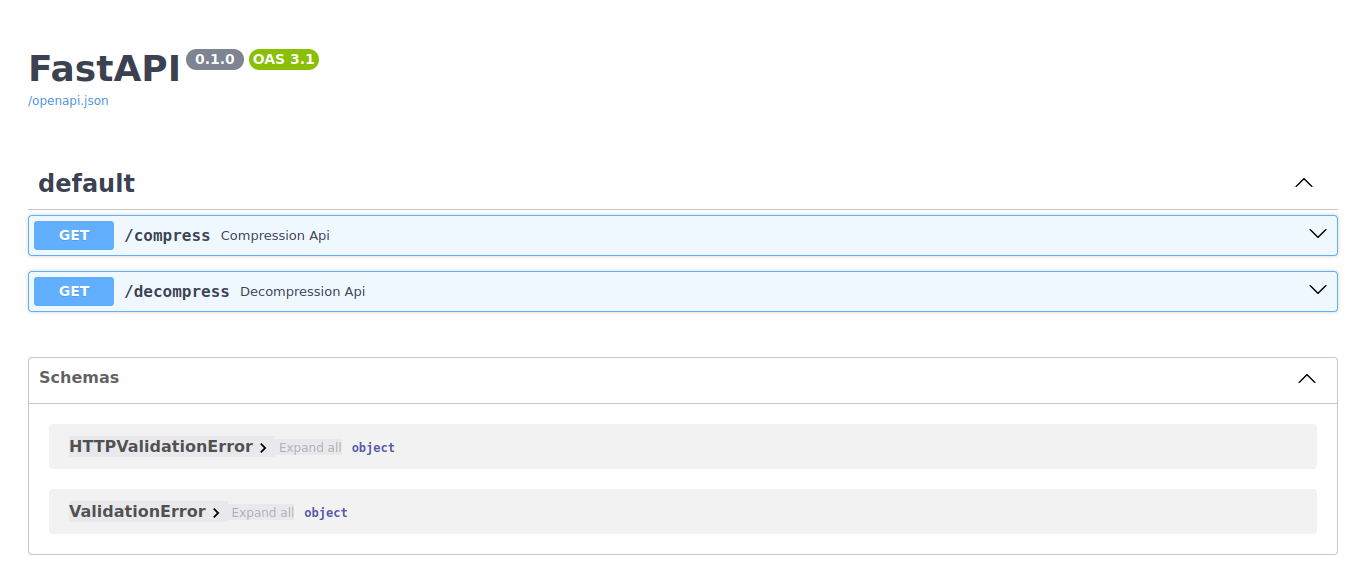 FastAPI 0.1.0 OAS 3.1
/openapi.json
default
GET /compress Compression Api
GET /decompress Decompression Api
Schemas
HTTPValidationError Expand all object
ValidationError Expand all object